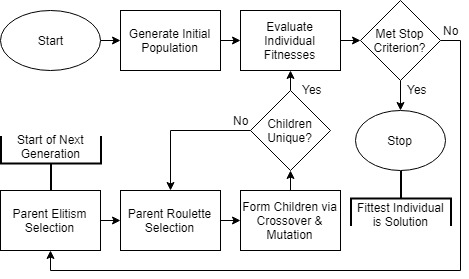 Start
Generate Initial
Population
Evaluate
Individual
Fitnesses
Met Stop
Criterion?
No
Yes
Yes
Stop
Children
Unique?
No
Start of Next
Generation
Parent Elitism
Selection
Parent Roulette
Selection
Form Children via
Crossover &
Mutation
Fittest Individual
is Solution